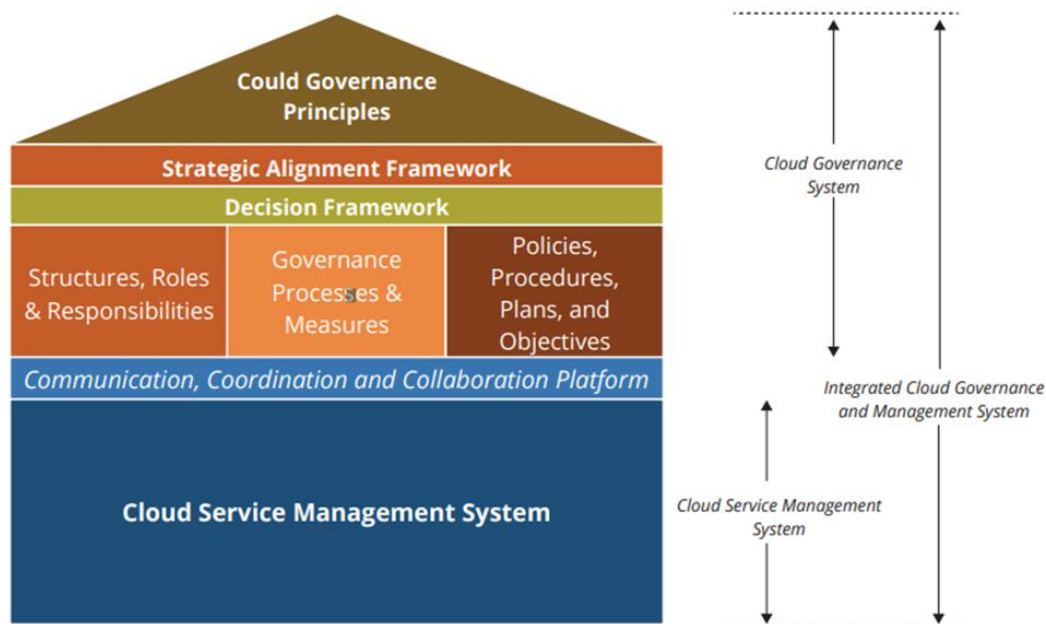 Could Governance
Principles
Strategic Alignment Framework
Decision Framework
Structures, Roles
& Responsibilities
Governance
Processes &
Measures
Policies,
Procedures,
Plans, and
Objectives
Communication, Coordination and Collaboration Platform
Cloud Service Management System
Cloud Governance
System
Integrated Cloud Governance
and Management System
Cloud Service Management
System